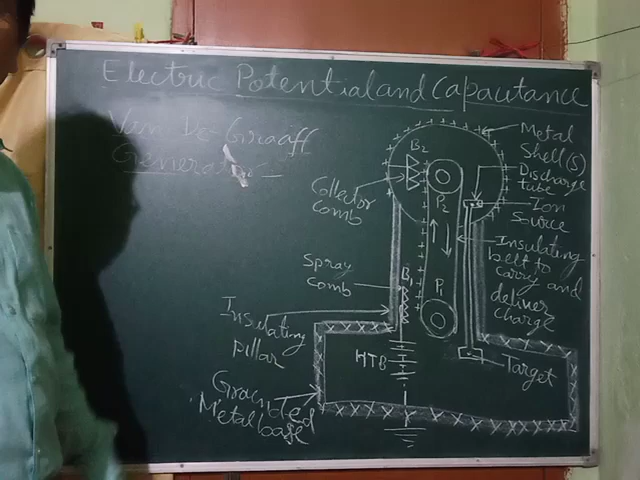 Electric Potential and Capacitance
Van De-Graaff
Generator-
B2
Metal
Shell(S)
Discharge
tube
Collector
comb
P2
Ion
Source
Insulating
belt to
carry and
deliver
charge
Spray
comb
B1
P1
Insulating
pillar
HTB
Target
Grounded
Metal base